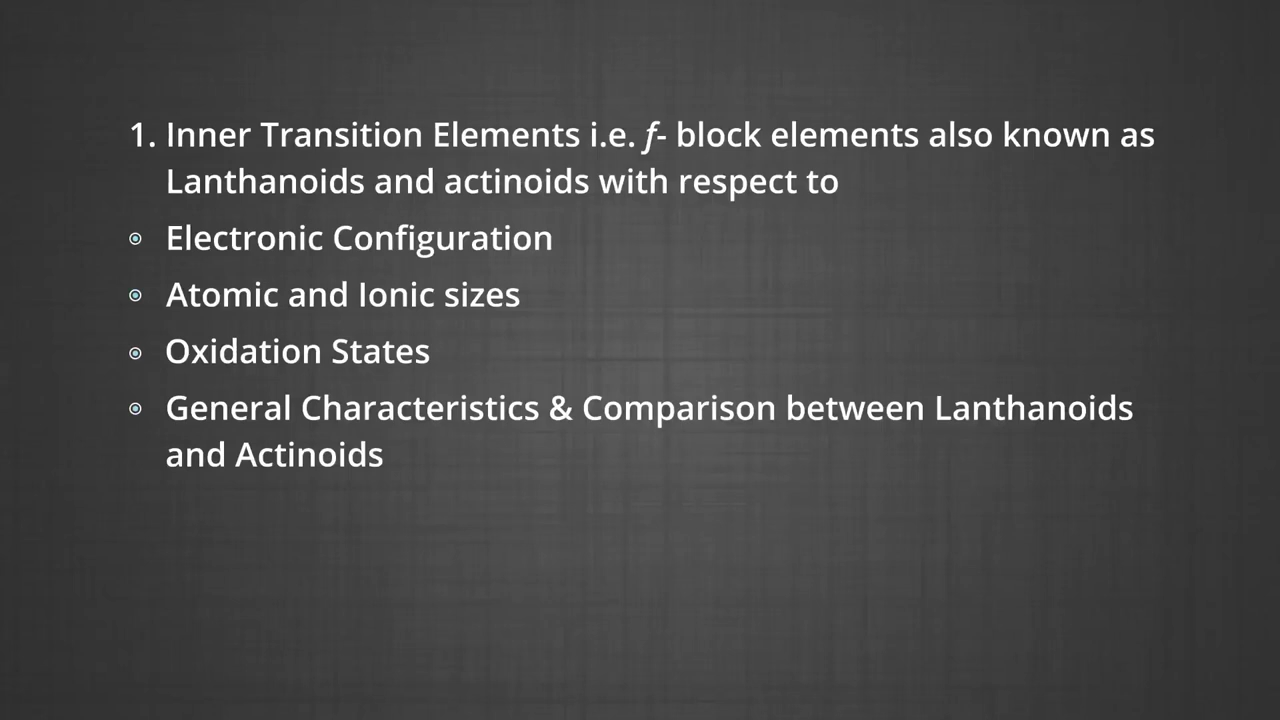 1. Inner Transition Elements i.e. f- block elements also known as
Lanthanoids and actinoids with respect to
Electronic Configuration
Atomic and Ionic sizes
Oxidation States
General Characteristics & Comparison between Lanthanoids
and Actinoids